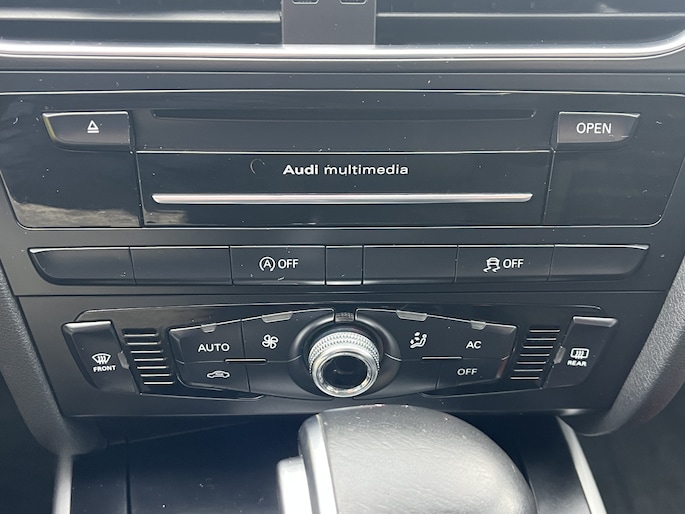 OPEN
Audi multimedia
A OFF
OFF
AUTO
AC
FRONT
REAR
OFF